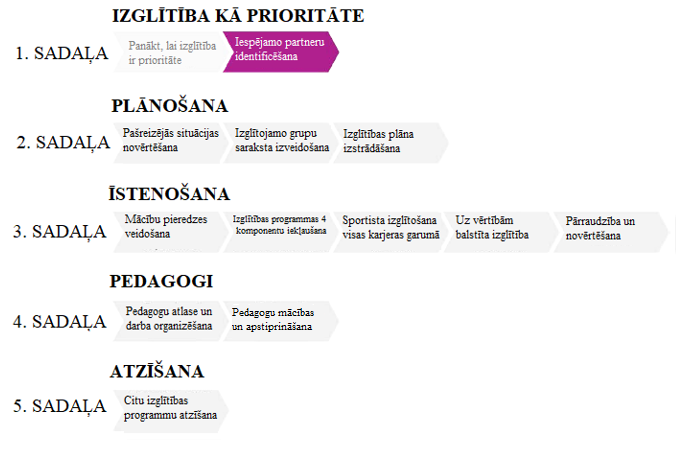 IZGLĪTĪBA KĀ PRIORITĀTE
1. SADAĻA
Panākt, lai izglītība
ir prioritāte
Iespējamo partneru
identificēšana
PLĀNOŠANA
2. SADAĻA
Pašreizējās situācijas
novērtēšana
Izglītojamo grupu
saraksta izveidošana
Izglītības plāna
izstrādāšana
ĪSTENOŠANA
3. SADAĻA
Mācību pieredzes
veidošana
Izglītības programmas 4
komponentu iekļaušana
Sportista izglītošana
visas karjeras garumā
Uz vērtībām
balstīta izglītība
Pārraudzība un
novērtēšana
PEDAGOGI
4. SADAĻA
Pedagogu atlase un
darba organizēšana
Pedagogu mācības
un apstiprināšana
ATZĪŠANA
5. SADAĻA
Citu izglītības
programmu atzīšana